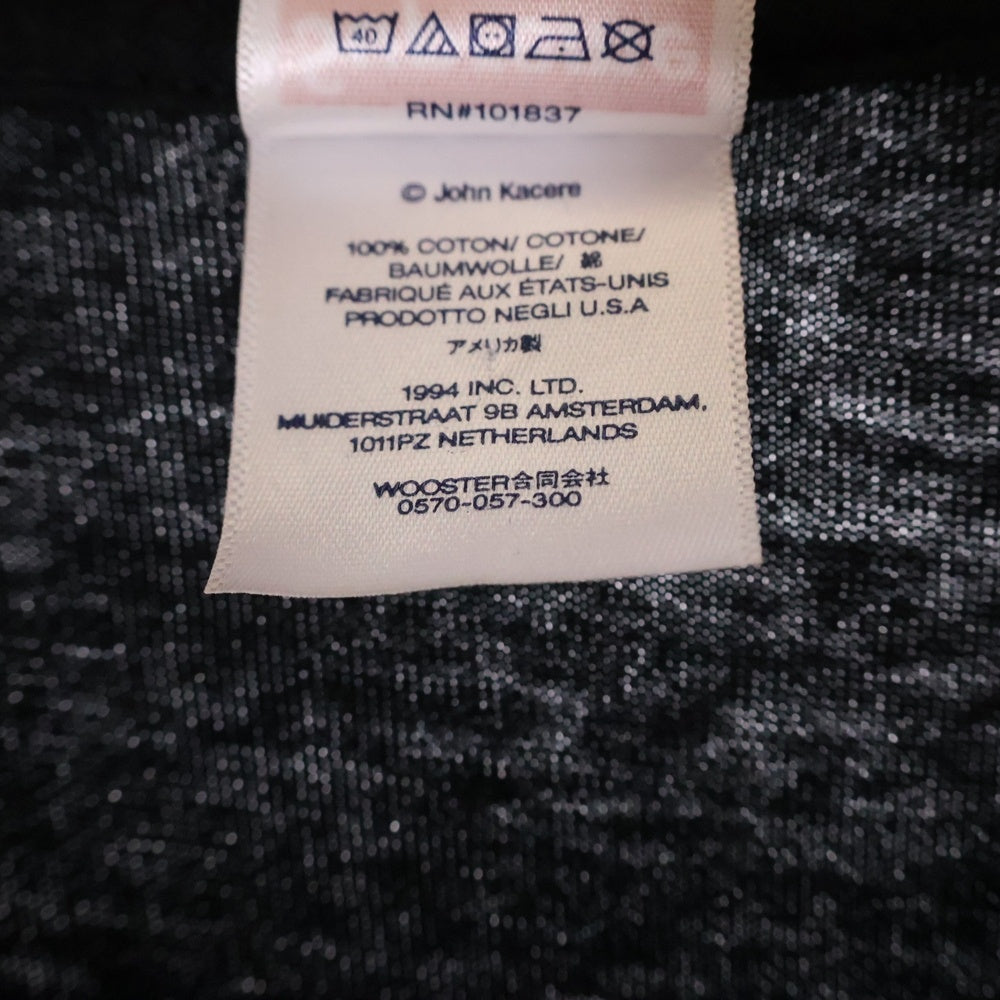 40
RN#101837
© John Kacere
100% COTON/ COTONE/
BAUMWOLLE/ 綿
FABRIQUÉ AUX ÉTATS-UNIS
PRODOTTO NEGLI U.S.A
アメリカ製
1994 INC. LTD.
MUIDERSTRAAT 9B AMSTERDAM,
1011PZ NETHERLANDS
WOOSTER合同会社
0570-057-300